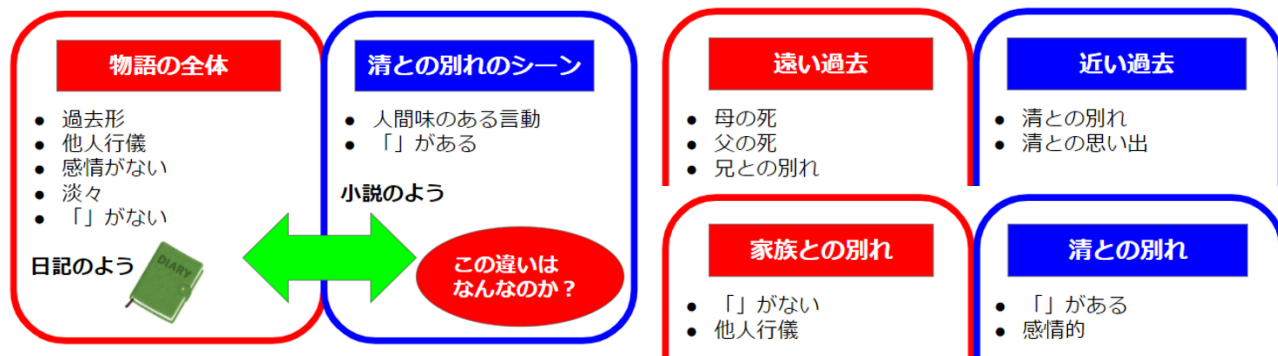 物語の全体
● 過去形
● 他人行儀
● 感情がない
● 淡々
● 「」がない
日記のよう
DIARY
清との別れのシーン
● 人間味のある言動
● 「」がある
小説のよう
この違いは
なんなのか？
遠い過去
● 母の死
● 父の死
● 兄との別れ
近い過去
● 清との別れ
● 清との思い出
家族との別れ
● 「」がない
● 他人行儀
清との別れ
● 「」がある
● 感情的